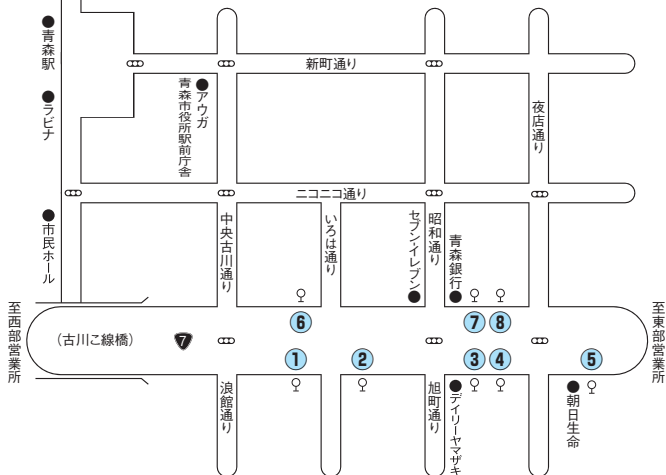 青森駅
ラビナ
市民ホール
新町通り
アウガ
青森市役所駅前庁舎
夜店通り
ニコニコ通り
中央古川通り
いろは通り
セブン-イレブン
昭和通り
青森銀行
至西部営業所
(古川こ線橋)
7
6
7
8
至東部営業所
1
2
3
4
5
浪館通り
旭町通り
デイリーヤマザキ
朝日生命